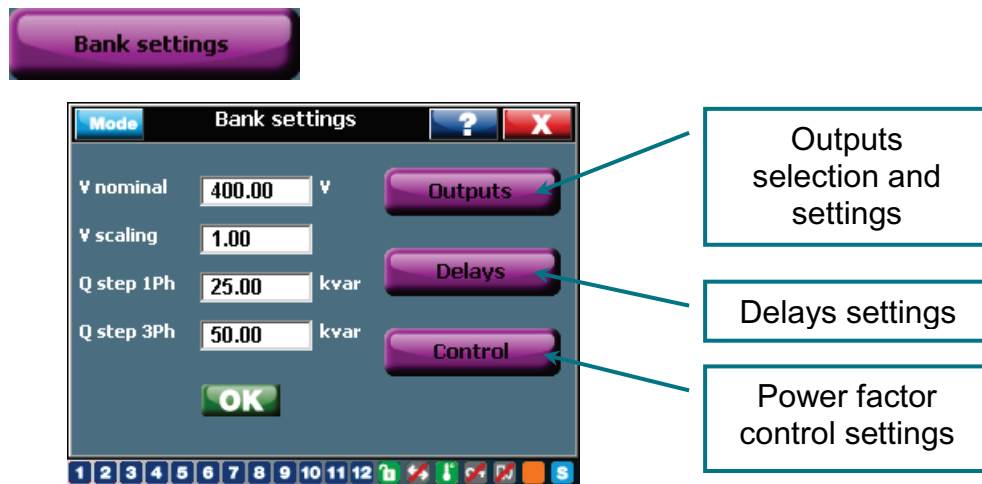 Bank settings
Mode Bank settings ? X
V nominal 400.00 V Outputs
V scaling 1.00
Q step 1Ph 25.00 kvar Delays
Q step 3Ph 50.00 kvar
Control
OK
1 2 3 4 5 6 7 8 9 10 11 12 S
Outputs
selection and
settings
Delays settings
Power factor
control settings